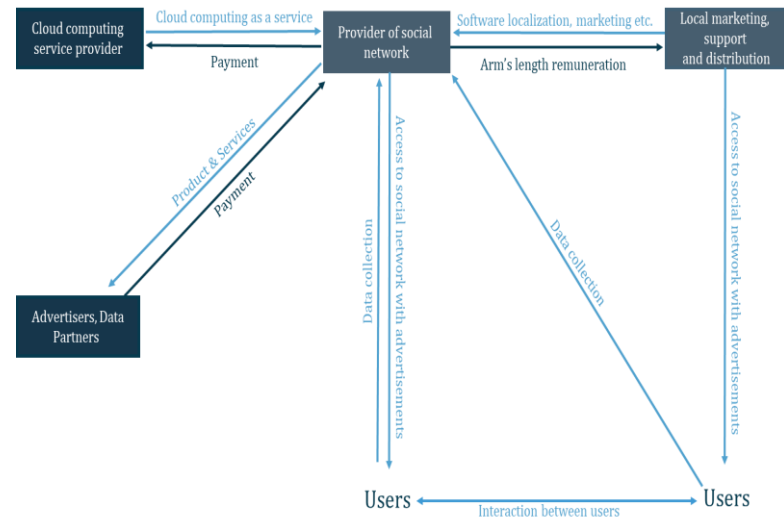 Cloud computing
service provider
Cloud computing as a service
Payment
Provider of social
network
Software localization, marketing etc.
Arm's length remuneration
Local marketing,
support
and distribution
Product & Services
Payment
Advertisers, Data
Partners
Data collection
Access to social network with advertisements
Data collection
Access to social network with advertisements
Users
Interaction between users
Users